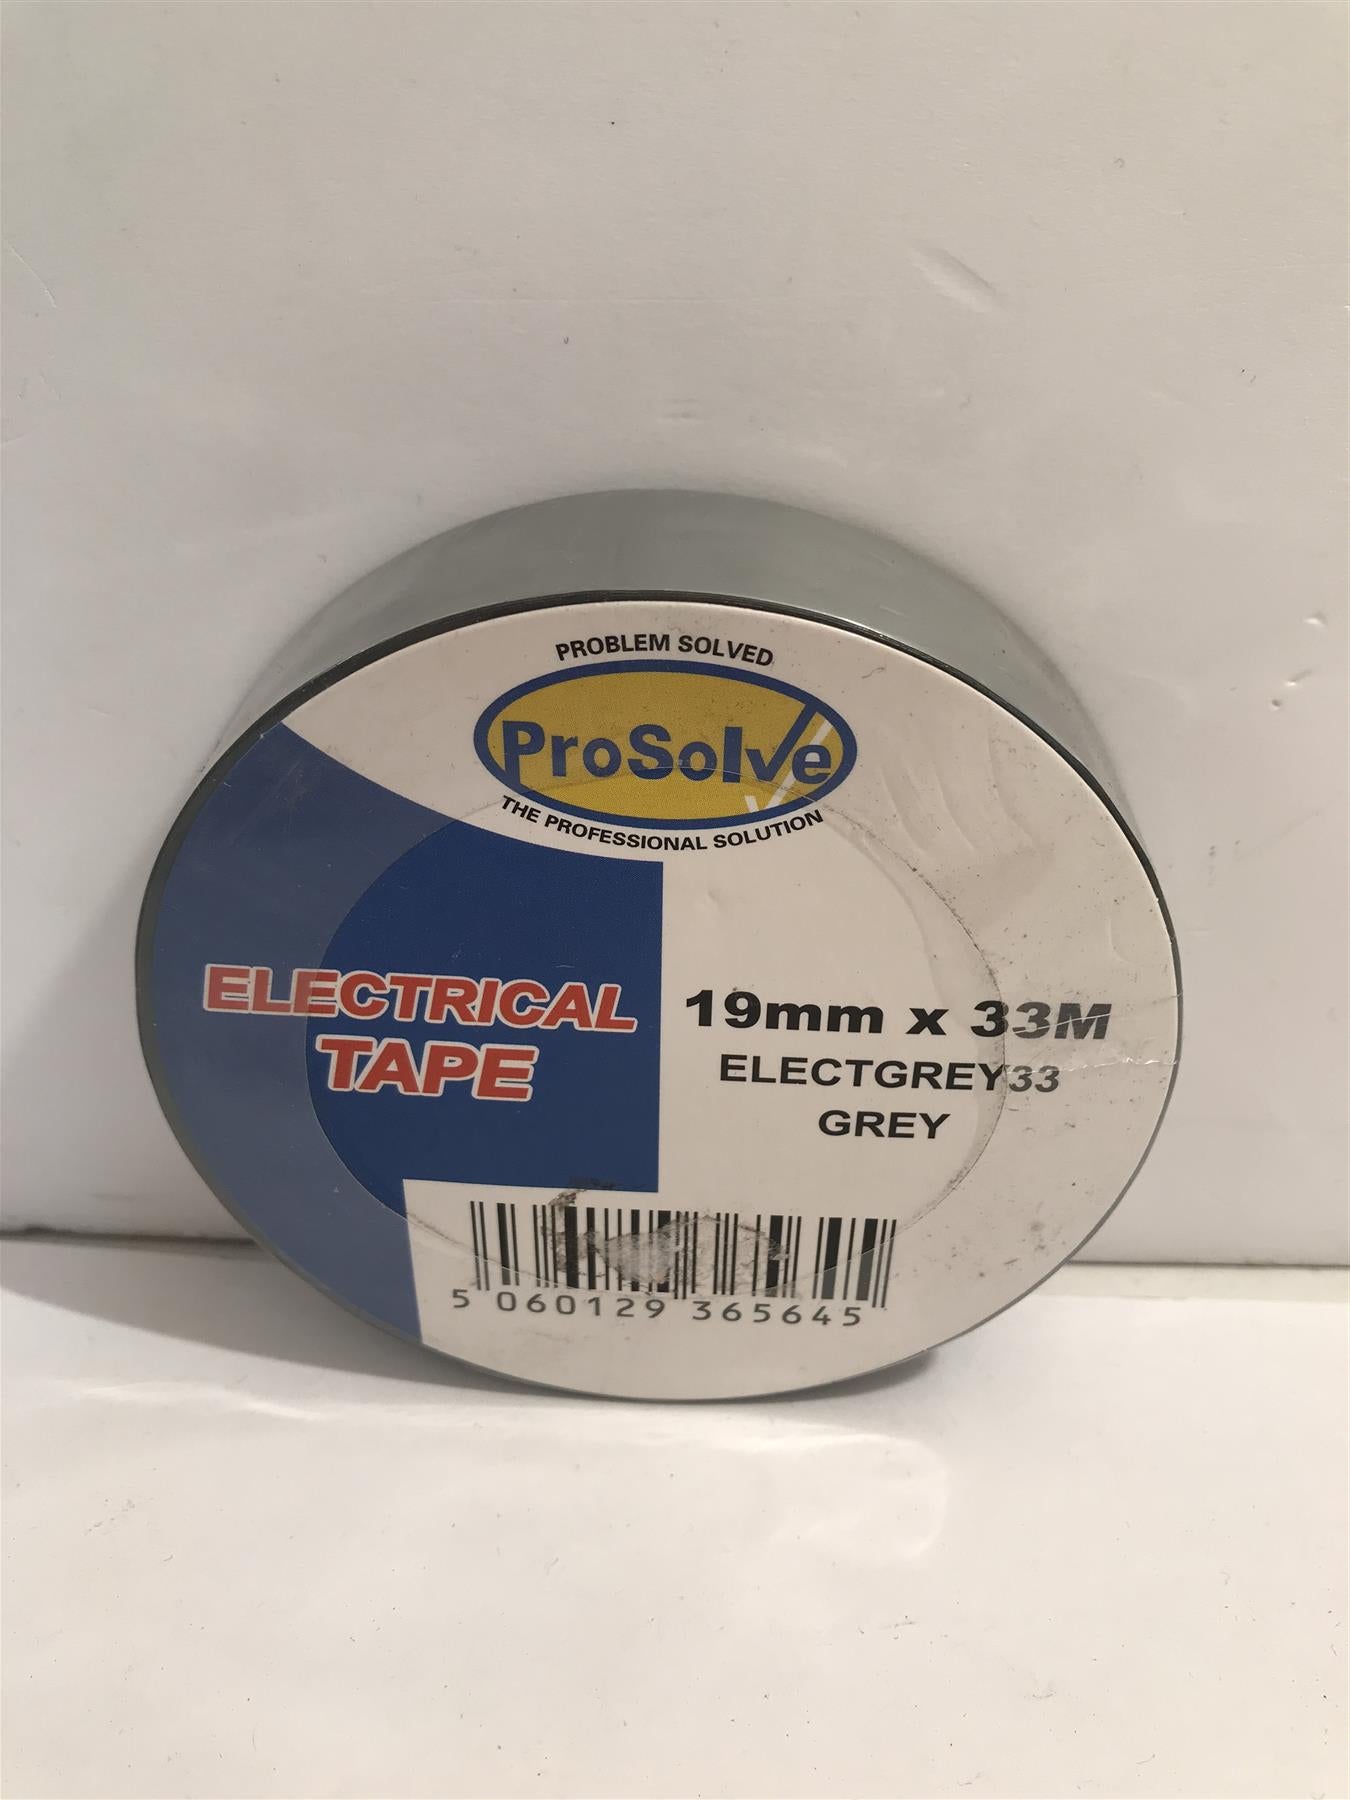 PROBLEM SOLVED
ProSolve
THE PROFESSIONAL SOLUTION
ELECTRICAL
TAPE
19mm x 33M
ELECTGREY33
GREY
5 060129 365645